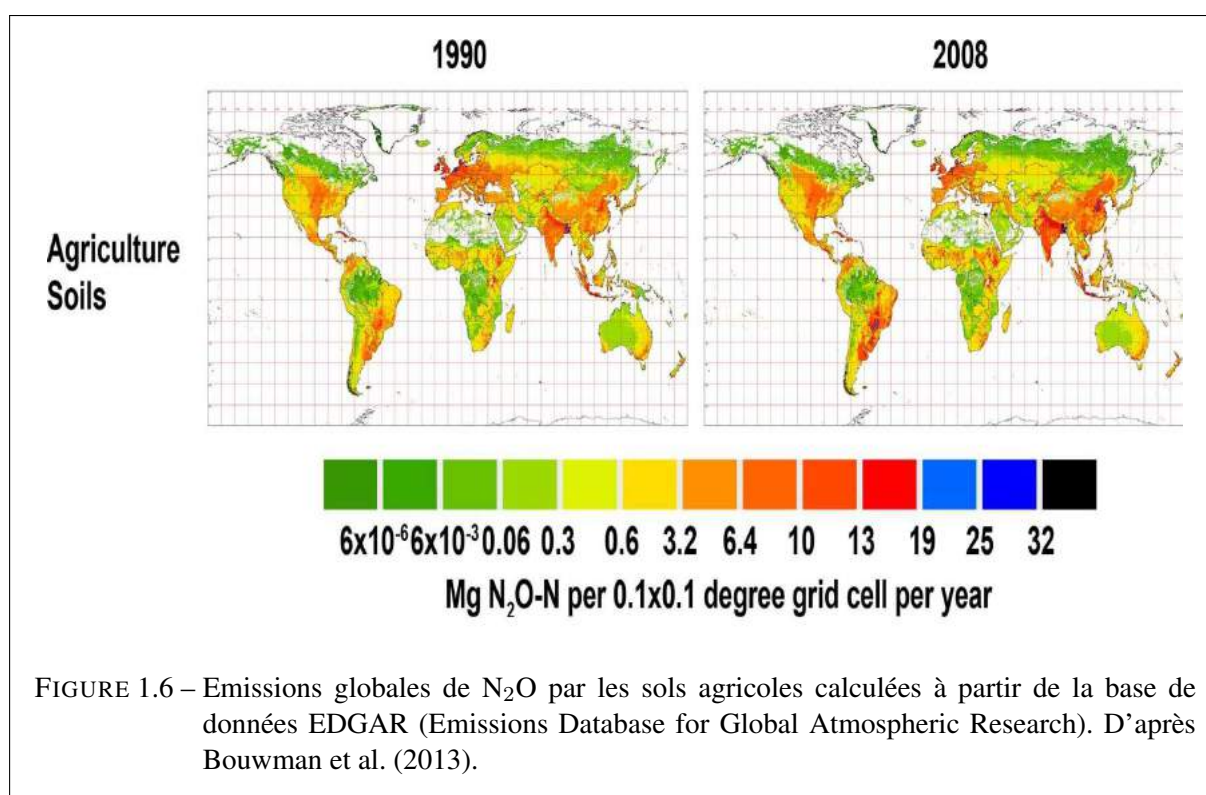 1990 2008
Agriculture
Soils
6x10-6 6x10-3 0.06 0.3 0.6 3.2 6.4 10 13 19 25 32
Mg N2O-N per 0.1x0.1 degree grid cell per year
FIGURE 1.6 – Emissions globales de N2O par les sols agricoles calculées à partir de la base de
données EDGAR (Emissions Database for Global Atmospheric Research). D'après
Bouwman et al. (2013).